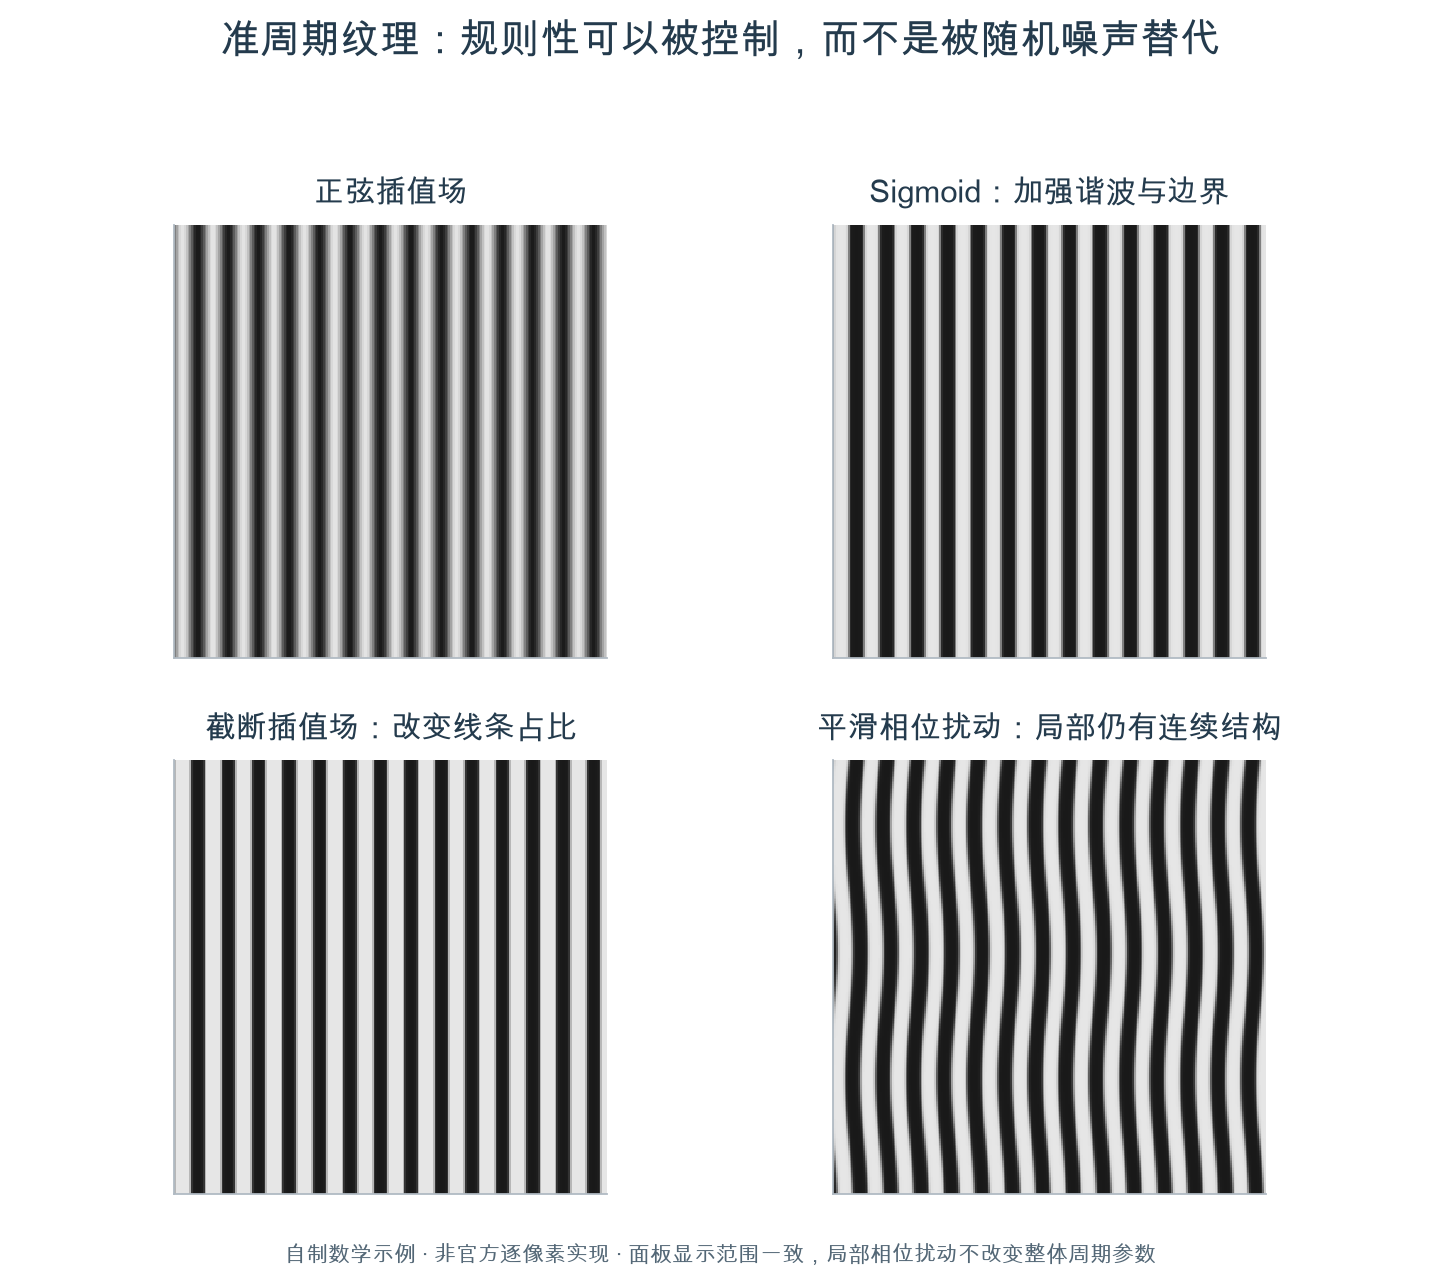 准周期纹理：规则性可以被控制，而不是被随机噪声替代
正弦插值场
Sigmoid：加强谐波与边界
截断插值场：改变线条占比
平滑相位扰动：局部仍有连续结构
自制数学示例 · 非官方逐像素实现 · 面板显示范围一致，局部相位扰动不改变整体周期参数